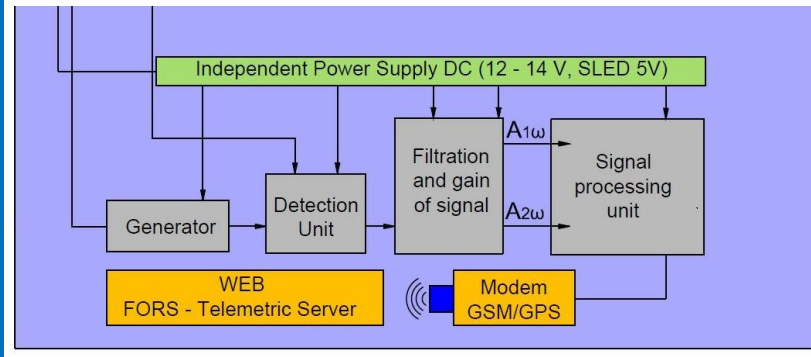 Independent Power Supply DC (12 - 14 V, SLED 5V)
Filtration
and gain
of signal
A1ω
A2ω
Signal
processing
unit
Detection
Unit
Generator
WEB
FORS - Telemetric Server
Modem
GSM/GPS